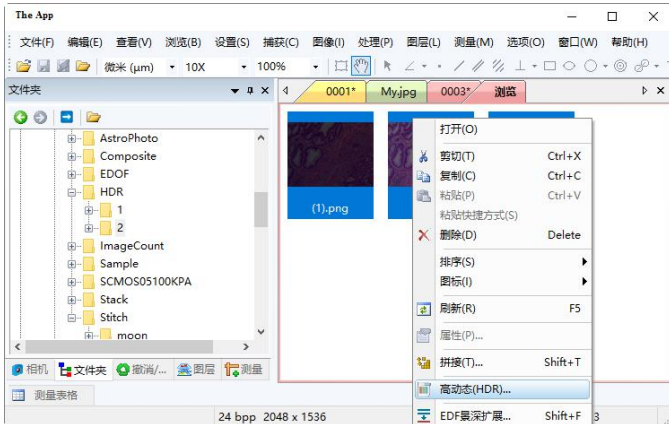 The App
文件(F) 编辑(E) 查看(V) 浏览(B) 设置(S) 捕获(C) 图像(I) 处理(P) 图层(L) 测量(M) 选项(O) 窗口(W) 帮助(H)
微米 (μm) 10X 100%
文件夹
0001* My.jpg 0003* 浏览
AstroPhoto
Composite
EDOF
HDR
1
2
ImageCount
Sample
SCMOS05100KPA
Stack
Stitch
moon
(1).png
打开(O)
剪切(T) Ctrl+X
复制(C) Ctrl+C
粘贴(P) Ctrl+V
粘贴快捷方式(S)
删除(D) Delete
排序(S)
图标(I)
刷新(R) F5
属性(P)...
拼接(T)... Shift+T
高动态(HDR)...
EDF景深扩展... Shift+F
相机 文件夹 撤消/... 图层 测量
测量表格
24 bpp 2048 x 1536 3